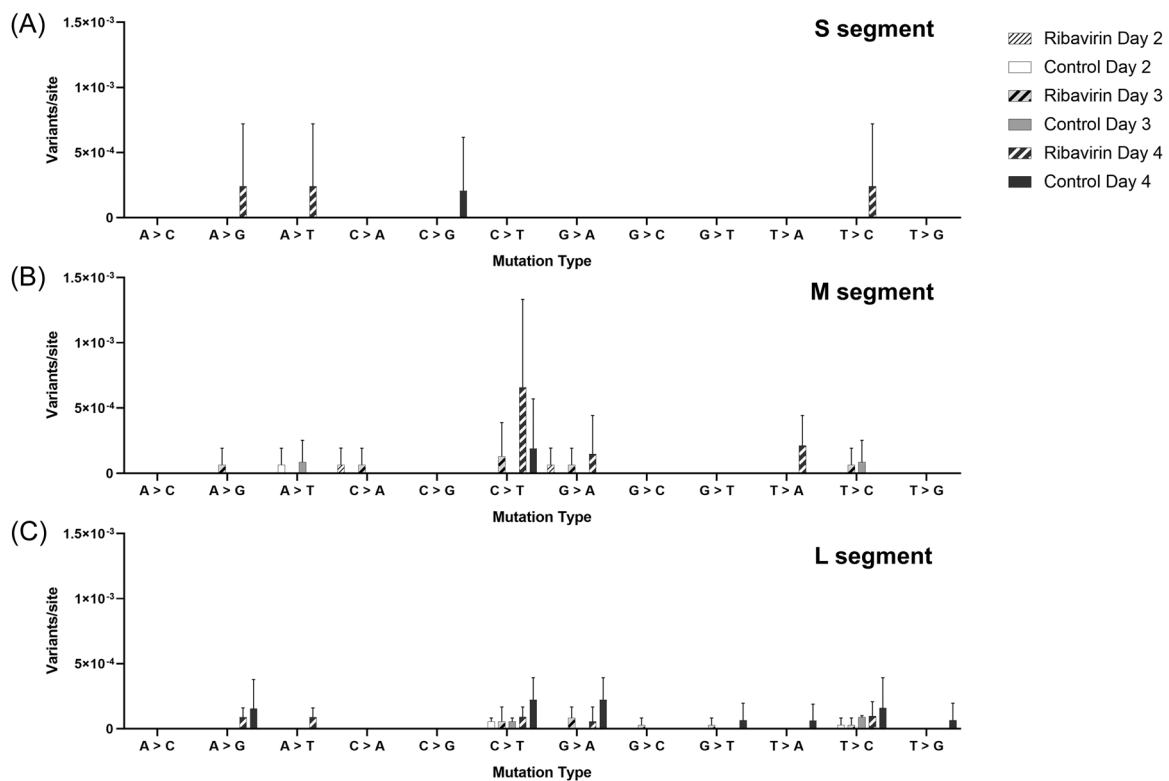 (A)
S segment
1.5×10⁻³
1×10⁻³
5×10⁻⁴
0
Variants/site
A > C A > G A > T C > A C > G C > T G > A G > C G > T T > A T > C T > G
Mutation Type
Ribavirin Day 2
Control Day 2
Ribavirin Day 3
Control Day 3
Ribavirin Day 4
Control Day 4
(B)
M segment
1.5×10⁻³
1×10⁻³
5×10⁻⁴
0
Variants/site
A > C A > G A > T C > A C > G C > T G > A G > C G > T T > A T > C T > G
Mutation Type
(C)
L segment
1.5×10⁻³
1×10⁻³
5×10⁻⁴
0
Variants/site
A > C A > G A > T C > A C > G C > T G > A G > C G > T T > A T > C T > G
Mutation Type